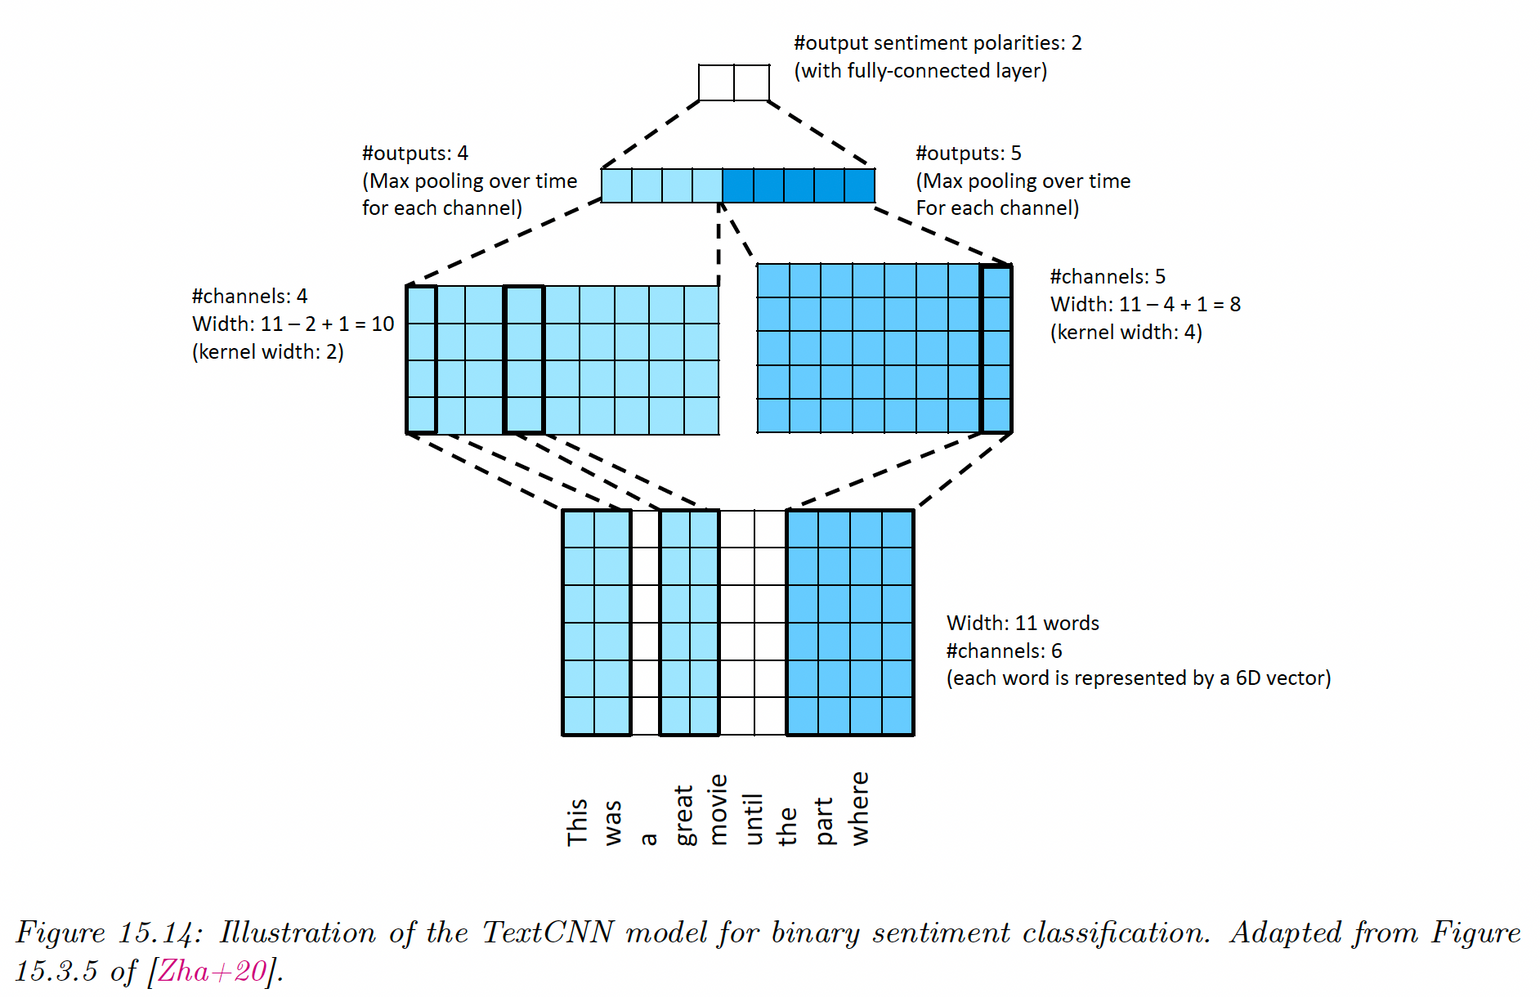 #output sentiment polarities: 2
(with fully-connected layer)
#outputs: 4
(Max pooling over time
for each channel)
#outputs: 5
(Max pooling over time
For each channel)
#channels: 4
Width: 11 – 2 + 1 = 10
(kernel width: 2)
#channels: 5
Width: 11 – 4 + 1 = 8
(kernel width: 4)
Width: 11 words
#channels: 6
(each word is represented by a 6D vector)
This
was
a
great
movie
until
the
part
where
Figure 15.14: Illustration of the TextCNN model for binary sentiment classification. Adapted from Figure
15.3.5 of [Zha+20].